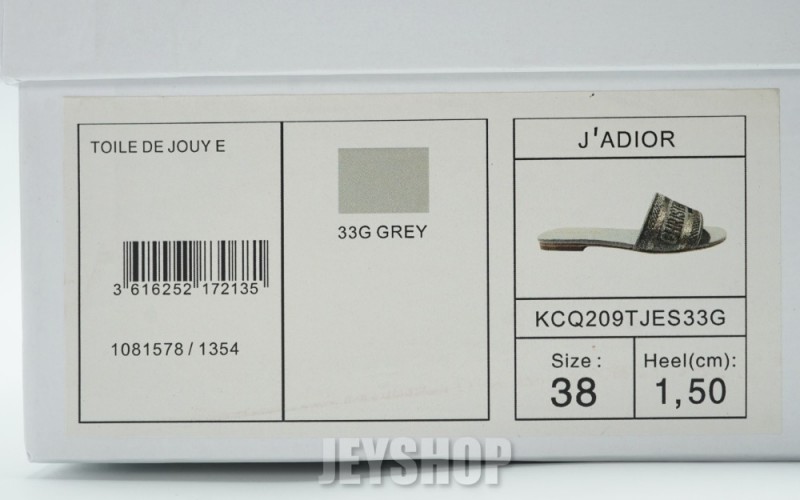 TOILE DE JOUY E
3 616252 172135
1081578 / 1354
33G GREY
J'ADIOR
CHRISTI
KCQ209TJES33G
Size : Heel(cm):
38 1,50
JEYSHOP